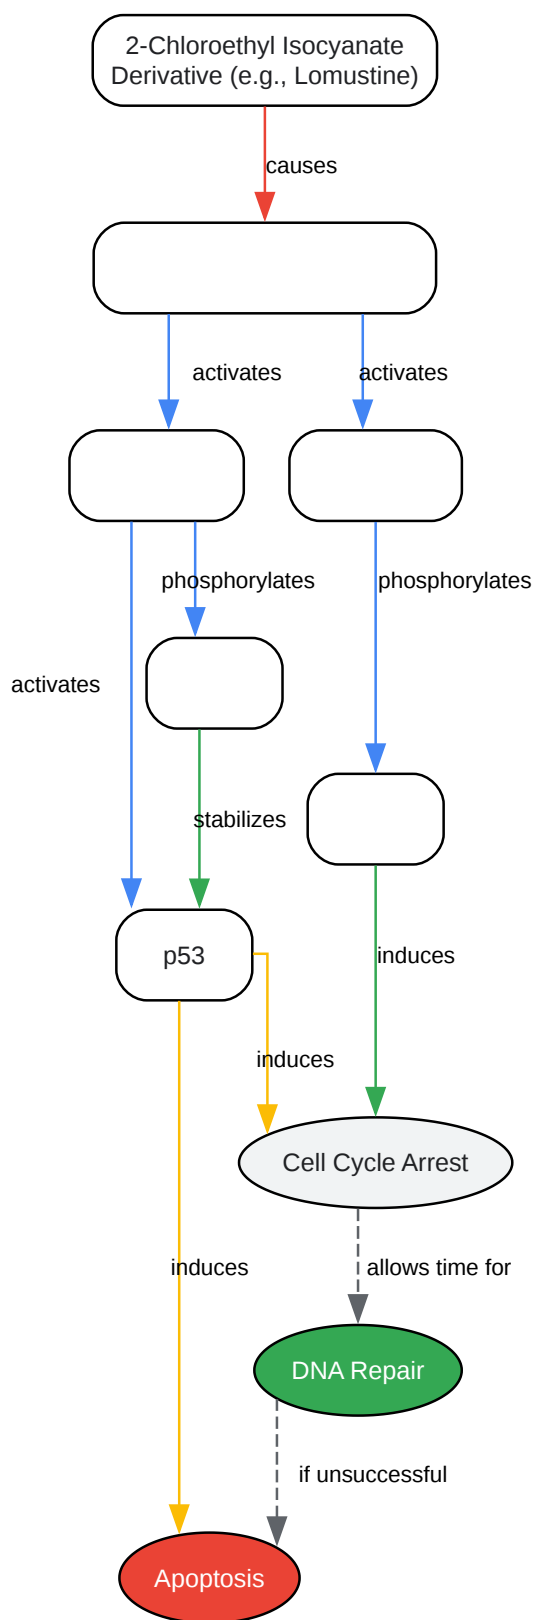 2-Chloroethyl Isocyanate
Derivative (e.g., Lomustine)
causes
activates
activates
phosphorylates
phosphorylates
activates
stabilizes
p53
induces
induces
Cell Cycle Arrest
induces
allows time for
DNA Repair
if unsuccessful
Apoptosis